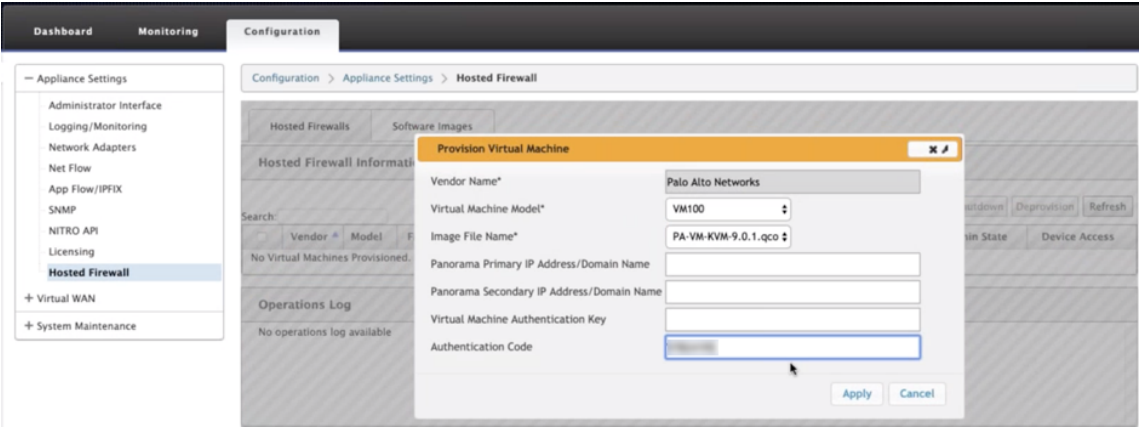 Dashboard Monitoring Configuration
Appliance Settings
Administrator Interface
Logging/Monitoring
Network Adapters
Net Flow
App Flow/IPFIX
SNMP
NITRO API
Licensing
Hosted Firewall
+ Virtual WAN
+ System Maintenance
Configuration > Appliance Settings > Hosted Firewall
Hosted Firewalls Software Images
Hosted Firewall
Search:
Deprovision Refresh
Vendor Model State Device Access
No Virtual Machines Provisioned.
Operations Log
No operations log available
Provision Virtual Machine
Vendor Name* Palo Alto Networks
Virtual Machine Model* VM100
Image File Name* PA-VM-KVM-9.0.1.qco
Panorama Primary IP Address/Domain Name
Panorama Secondary IP Address/Domain Name
Virtual Machine Authentication Key
Authentication Code
Apply Cancel